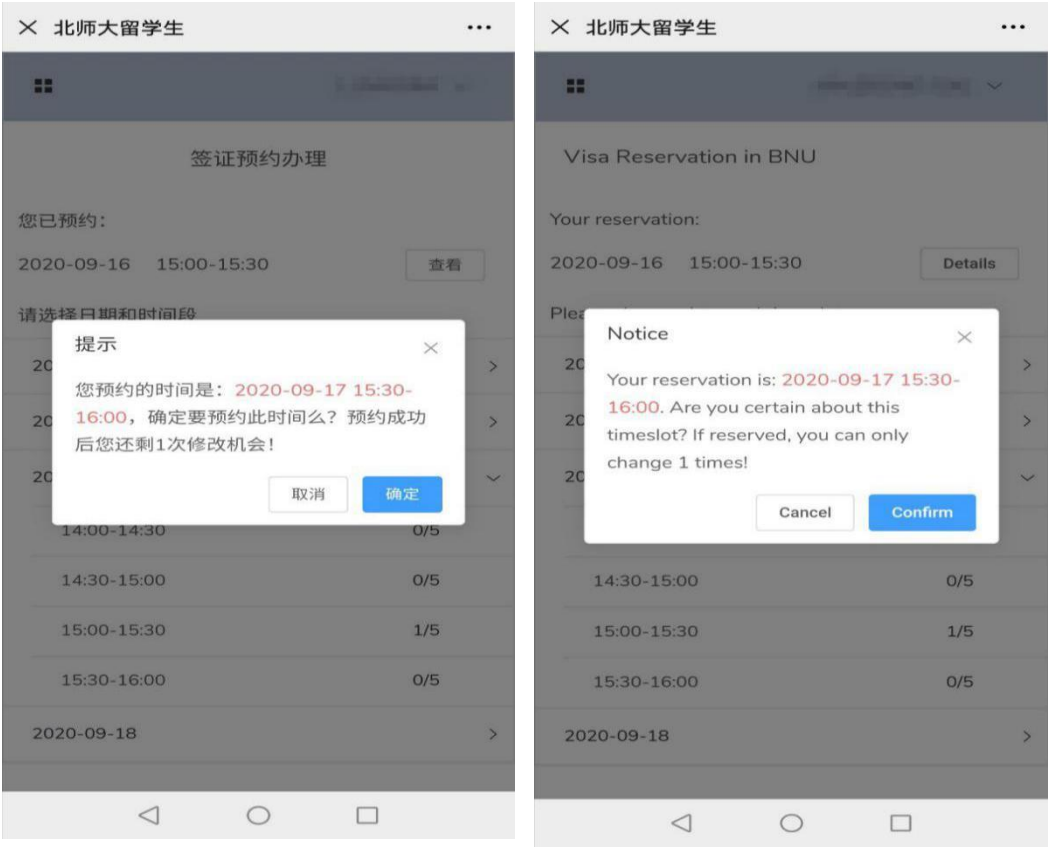 北师大留学生
签证预约办理
您已预约：
2020-09-16 15:00-15:30 查看
请选择日期和时间段
20
提示
您预约的时间是：2020-09-17 15:30-
16:00，确定要预约此时间么？预约成功
后您还剩1次修改机会！
20
20
取消 确定
14:00-14:30 0/5
14:30-15:00 0/5
15:00-15:30 1/5
15:30-16:00 0/5
2020-09-18
北师大留学生
Visa Reservation in BNU
Your reservation:
2020-09-16 15:00-15:30 Details
Notice
20
Your reservation is: 2020-09-17 15:30-
16:00. Are you certain about this
timeslot? If reserved, you can only
change 1 times!
20
20
Cancel Confirm
14:30-15:00 0/5
15:00-15:30 1/5
15:30-16:00 0/5
2020-09-18